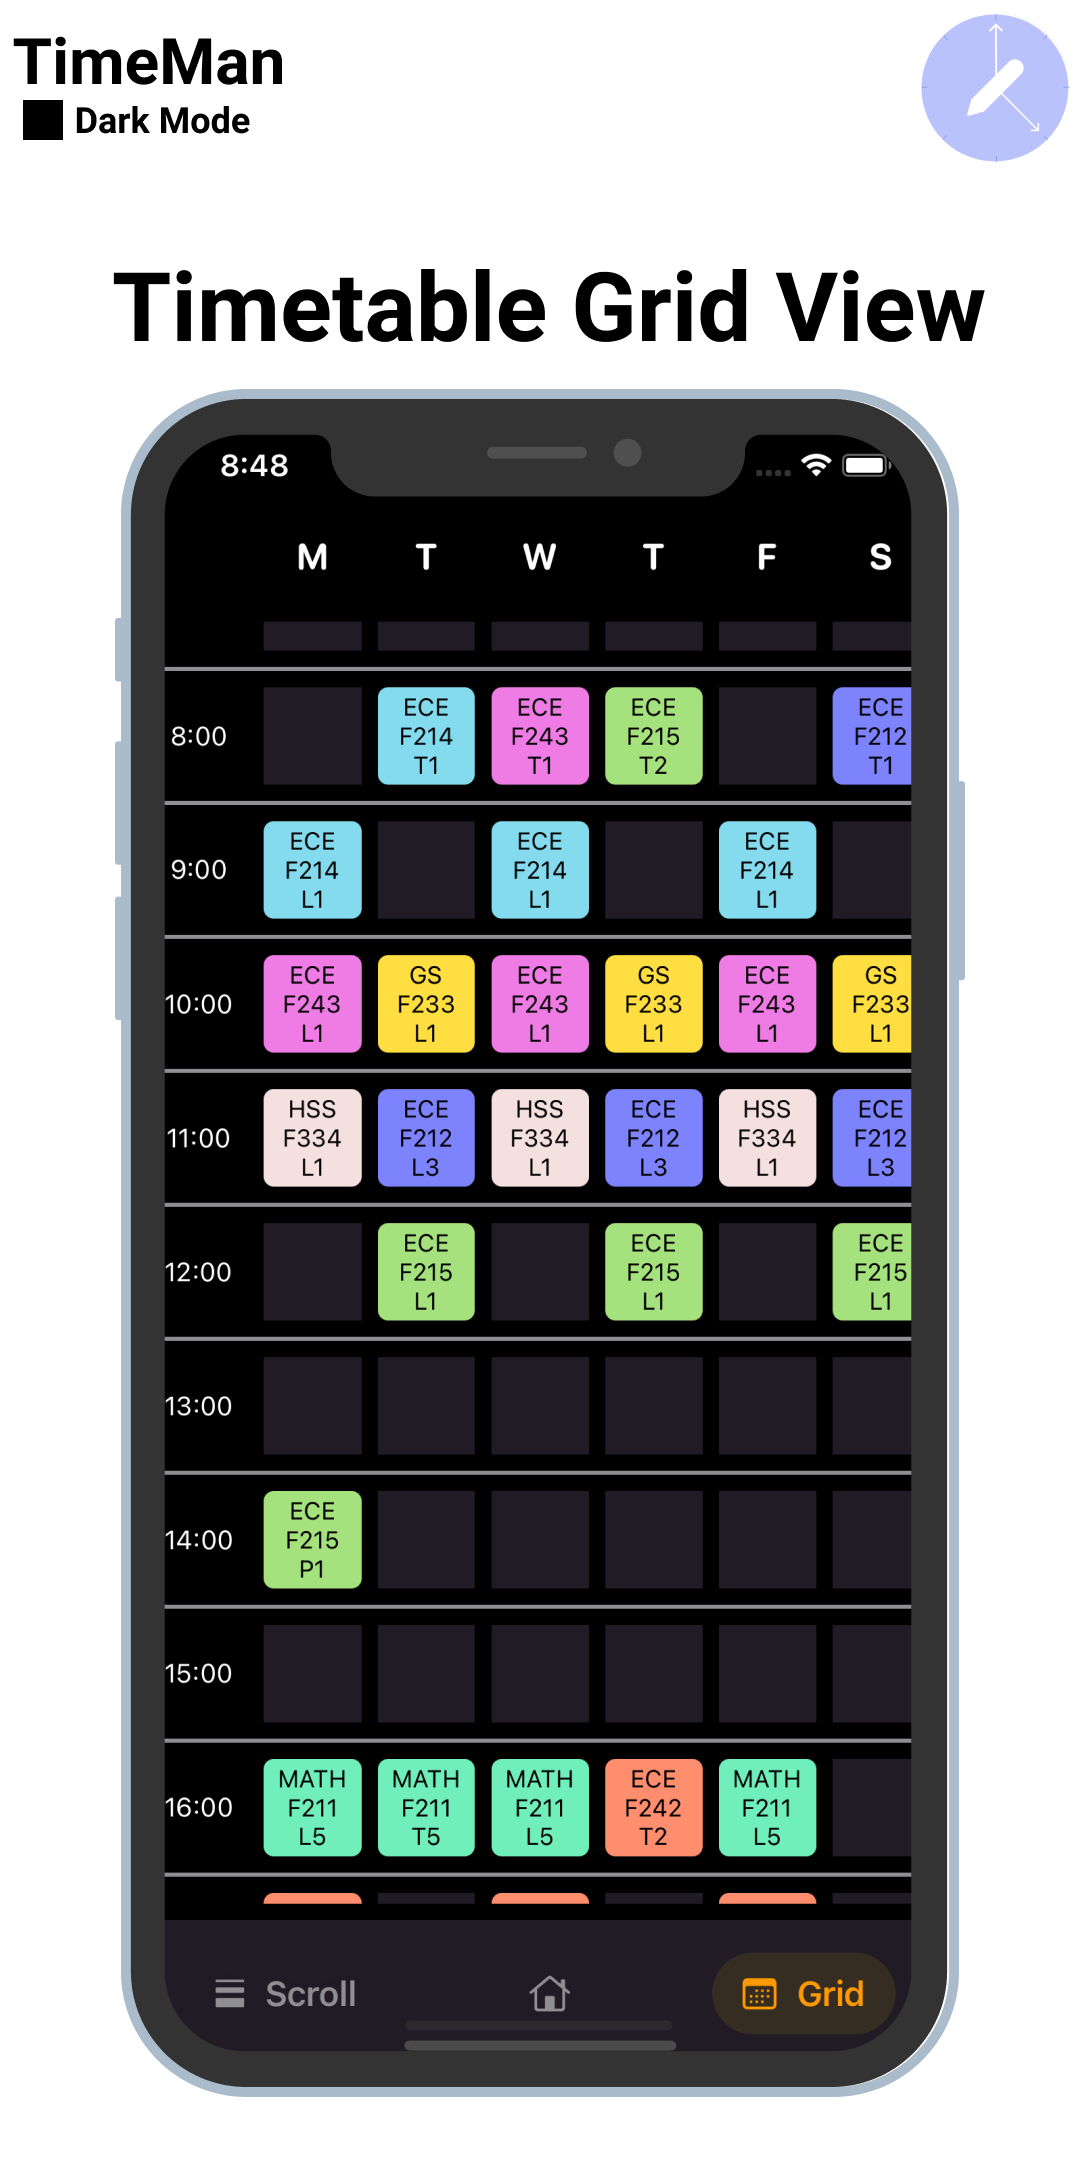 TimeMan
Dark Mode
Timetable Grid View
8:48
M T W T F S
8:00
ECE F214 T1
ECE F243 T1
ECE F215 T2
ECE F212 T1
9:00
ECE F214 L1
ECE F214 L1
ECE F214 L1
10:00
ECE F243 L1
GS F233 L1
ECE F243 L1
GS F233 L1
ECE F243 L1
GS F233 L1
11:00
HSS F334 L1
ECE F212 L3
HSS F334 L1
ECE F212 L3
HSS F334 L1
ECE F212 L3
12:00
ECE F215 L1
ECE F215 L1
ECE F215 L1
13:00
14:00
ECE F215 P1
15:00
16:00
MATH F211 L5
MATH F211 T5
MATH F211 L5
ECE F242 T2
MATH F211 L5
Scroll
Grid